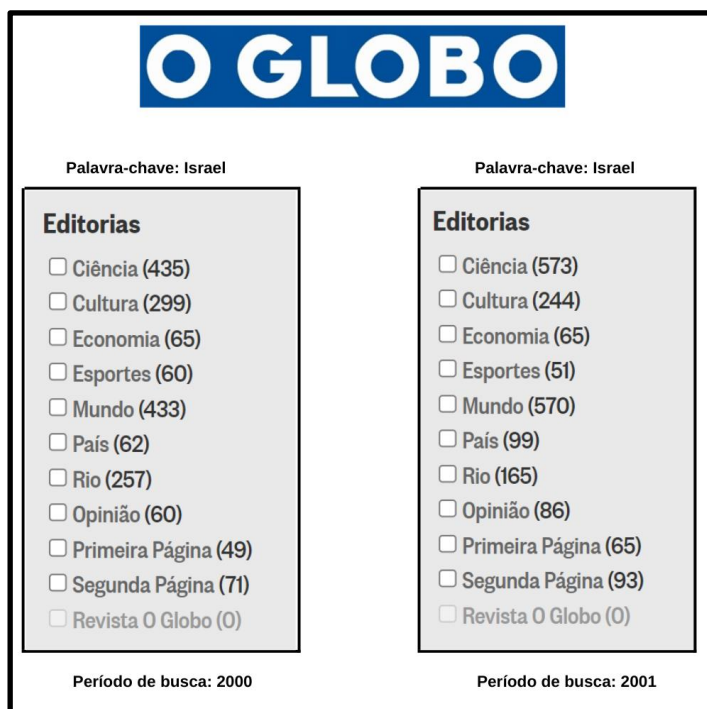 O GLOBO
Palavra-chave: Israel
Editorias
Ciência (435)
Cultura (299)
Economia (65)
Esportes (60)
Mundo (433)
País (62)
Rio (257)
Opinião (60)
Primeira Página (49)
Segunda Página (71)
Revista O Globo (0)
Período de busca: 2000
Palavra-chave: Israel
Editorias
Ciência (573)
Cultura (244)
Economia (65)
Esportes (51)
Mundo (570)
País (99)
Rio (165)
Opinião (86)
Primeira Página (65)
Segunda Página (93)
Revista O Globo (0)
Período de busca: 2001